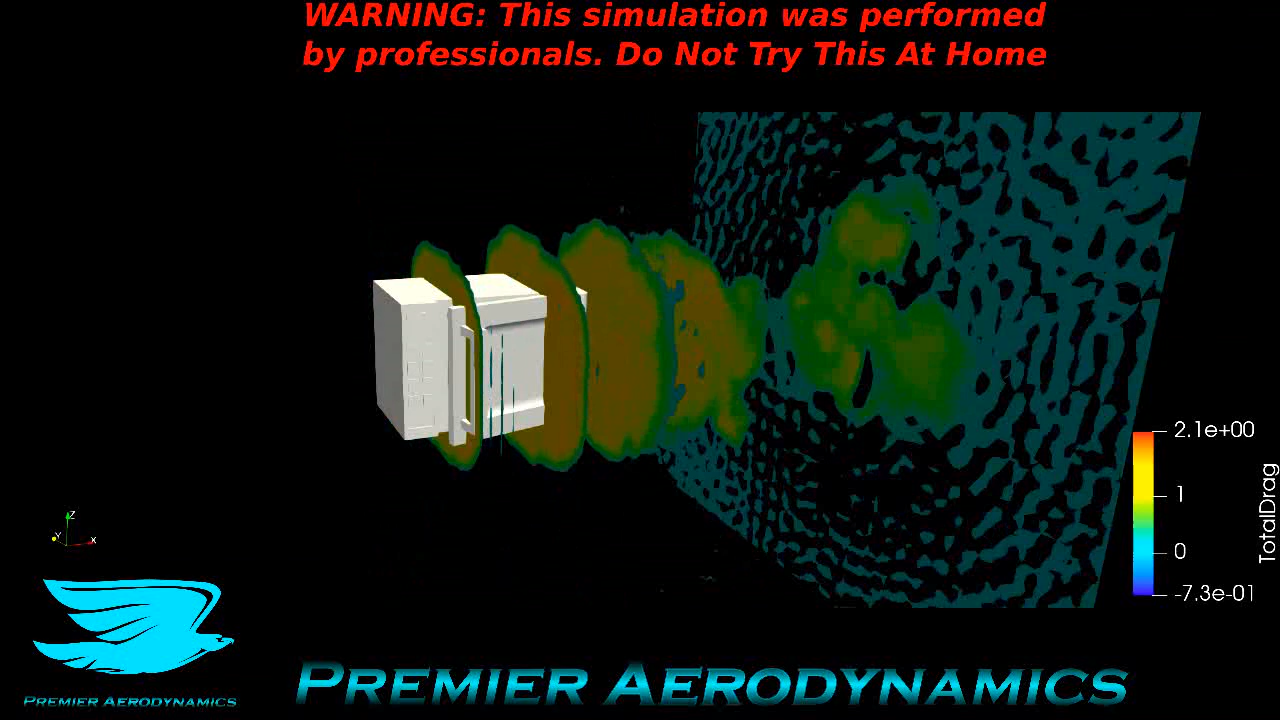 WARNING: This simulation was performed
by professionals. Do Not Try This At Home
2.1e+00
1
0
-7.3e-01
TotalDrag
Z
Y
X
PREMIER AERODYNAMICS
PREMIER AERODYNAMICS